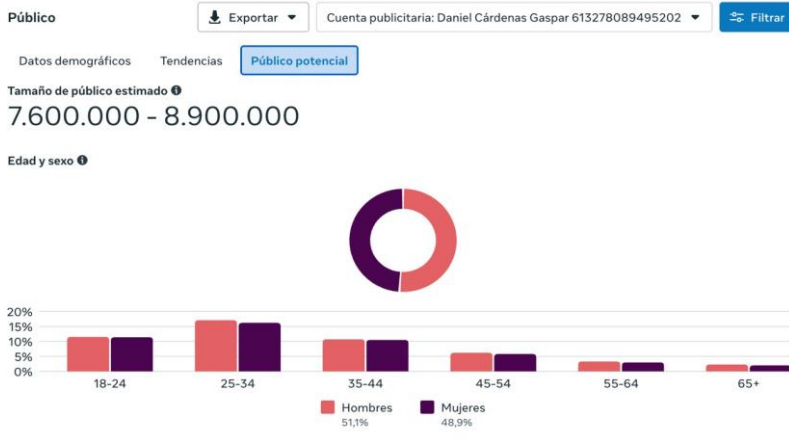 Público
Exportar
Cuenta publicitaria: Daniel Cárdenas Gaspar 613278089495202
Filtrar
Datos demográficos
Tendencias
Público potencial
Tamaño de público estimado
7.600.000 - 8.900.000
Edad y sexo
20%
15%
10%
5%
0%
18-24
25-34
35-44
45-54
55-64
65+
Hombres
51,1%
Mujeres
48,9%